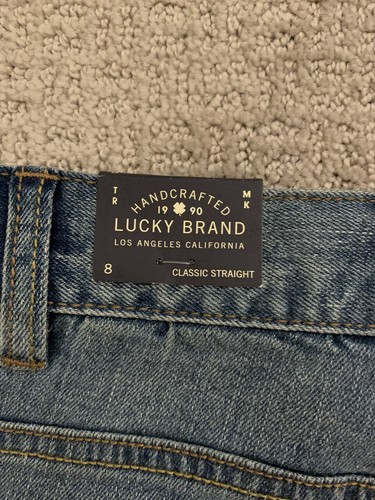 TR MK
HANDCRAFTED
19 90
LUCKY BRAND
LOS ANGELES CALIFORNIA
8 CLASSIC STRAIGHT